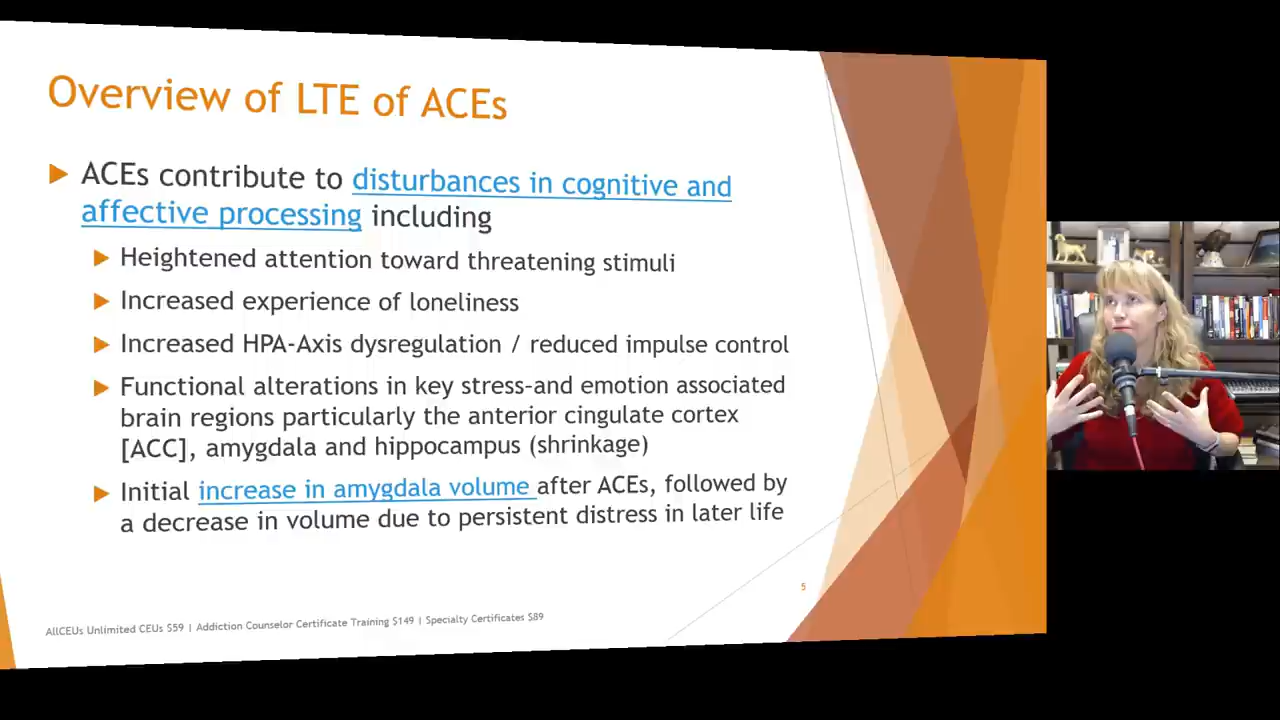 Overview of LTE of ACEs
ACEs contribute to disturbances in cognitive and
affective processing including
Heightened attention toward threatening stimuli
Increased experience of loneliness
Increased HPA-Axis dysregulation / reduced impulse control
Functional alterations in key stress-and emotion associated
brain regions particularly the anterior cingulate cortex
[ACC], amygdala and hippocampus (shrinkage)
Initial increase in amygdala volume after ACEs, followed by
a decrease in volume due to persistent distress in later life
5
AllCEUs Unlimited CEUs $59 | Addiction Counselor Certificate Training $149 | Specialty Certificates $89